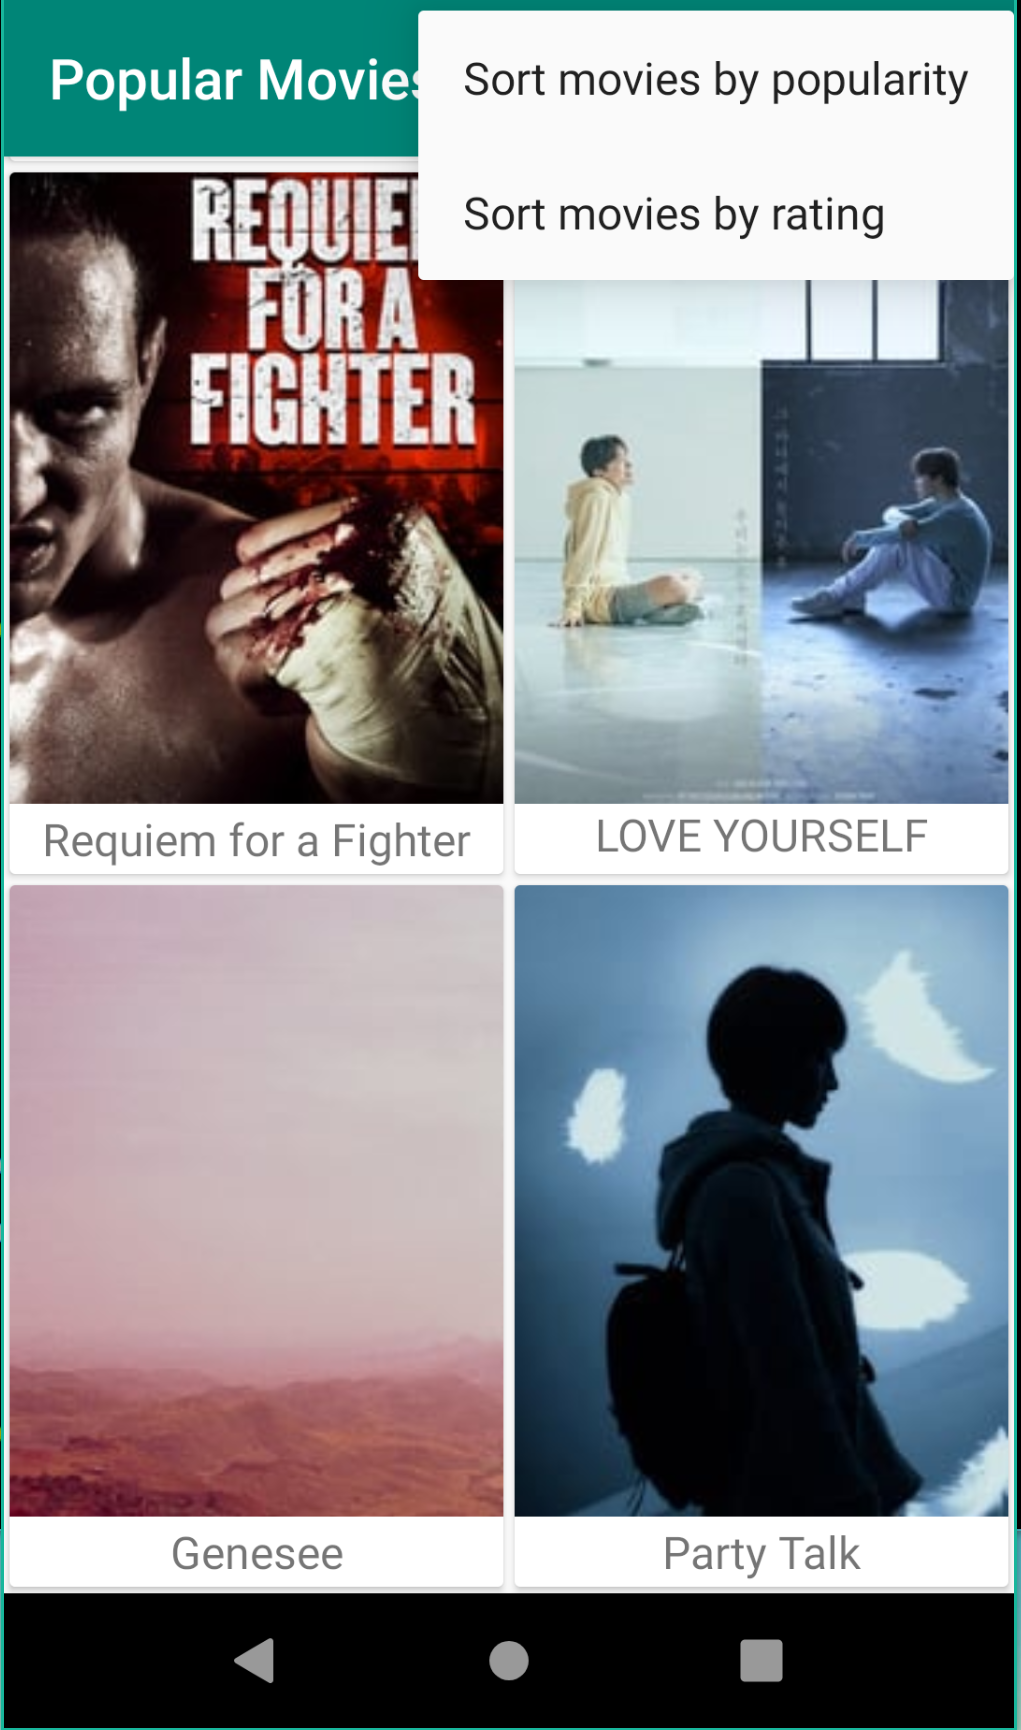 Popular Movies
Sort movies by popularity
Sort movies by rating
REQUIE
FOR A
FIGHTER
Requiem for a Fighter
LOVE YOURSELF
Genesee
Party Talk